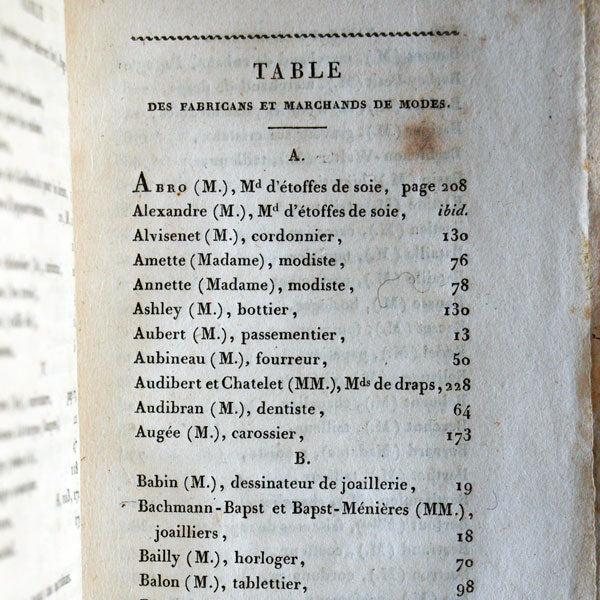 TABLE
DES FABRICANS ET MARCHANDS DE MODES.
A.
ABRO (M.), Md d'étoffes de soie, page 208
Alexandre (M.), Md d'étoffes de soie, ibid.
Alvisenet (M.), cordonnier, 130
Amette (Madame), modiste, 76
Annette (Madame), modiste, 78
Ashley (M.), bottier, 130
Aubert (M.), passementier, 13
Aubineau (M.), fourreur, 50
Audibert et Chatelet (MM.), Mds de draps, 228
Audibran (M.), dentiste, 64
Augée (M.), carossier, 173
B.
Babin (M.), dessinateur de joaillerie, 19
Bachmann-Bapst et Bapst-Ménières (MM.),
joailliers, 18
Bailly (M.), horloger, 70
Balon (M.), tablettier, 98